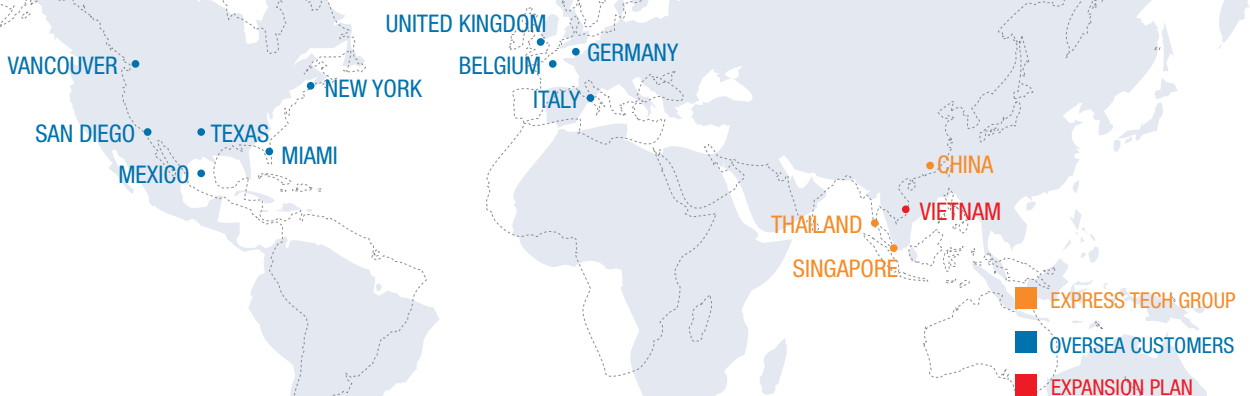 UNITED KINGDOM
VANCOUVER
BELGIUM
GERMANY
NEW YORK
ITALY
SAN DIEGO
TEXAS
MIAMI
MEXICO
CHINA
VIETNAM
THAILAND
SINGAPORE
EXPRESS TECH GROUP
OVERSEA CUSTOMERS
EXPANSION PLAN